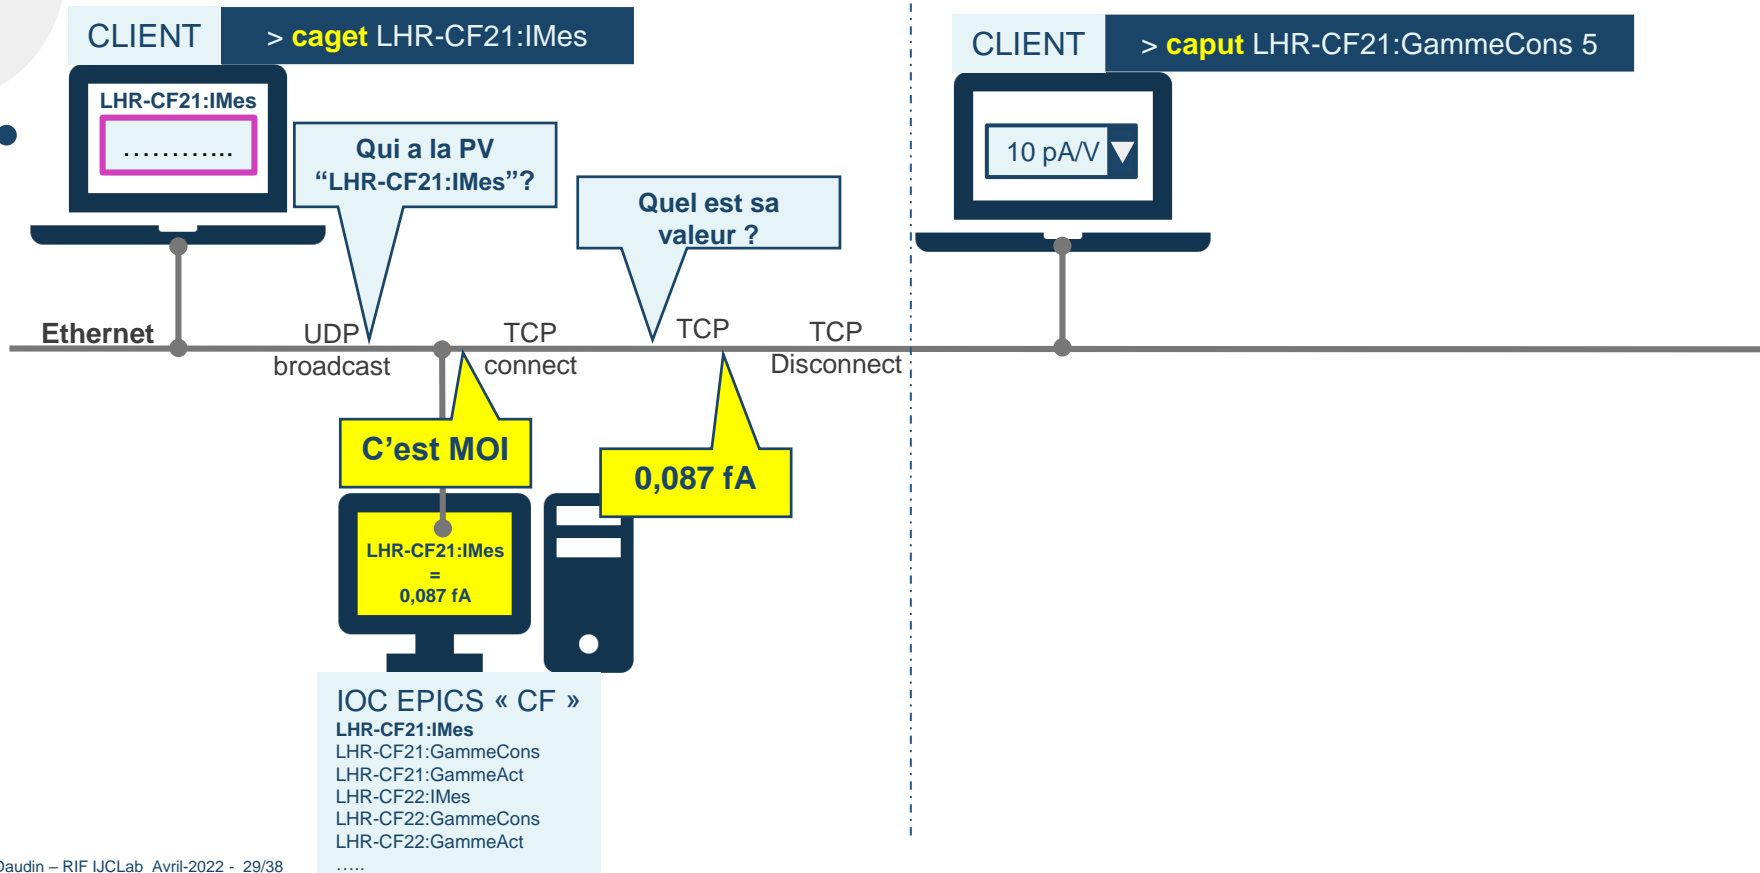 CLIENT
> caget LHR-CF21:IMes
LHR-CF21:IMes
…………
Qui a la PV
“LHR-CF21:IMes”?
Quel est sa
valeur ?
Ethernet
UDP
broadcast
TCP
connect
TCP
TCP
Disconnect
C’est MOI
0,087 fA
LHR-CF21:IMes
=
0,087 fA
IOC EPICS « CF »
LHR-CF21:IMes
LHR-CF21:GammeCons
LHR-CF21:GammeAct
LHR-CF22:IMes
LHR-CF22:GammeCons
LHR-CF22:GammeAct
…..
CLIENT
> caput LHR-CF21:GammeCons 5
10 pA/V
Daudin – RIF IJCLab Avril-2022 - 29/38